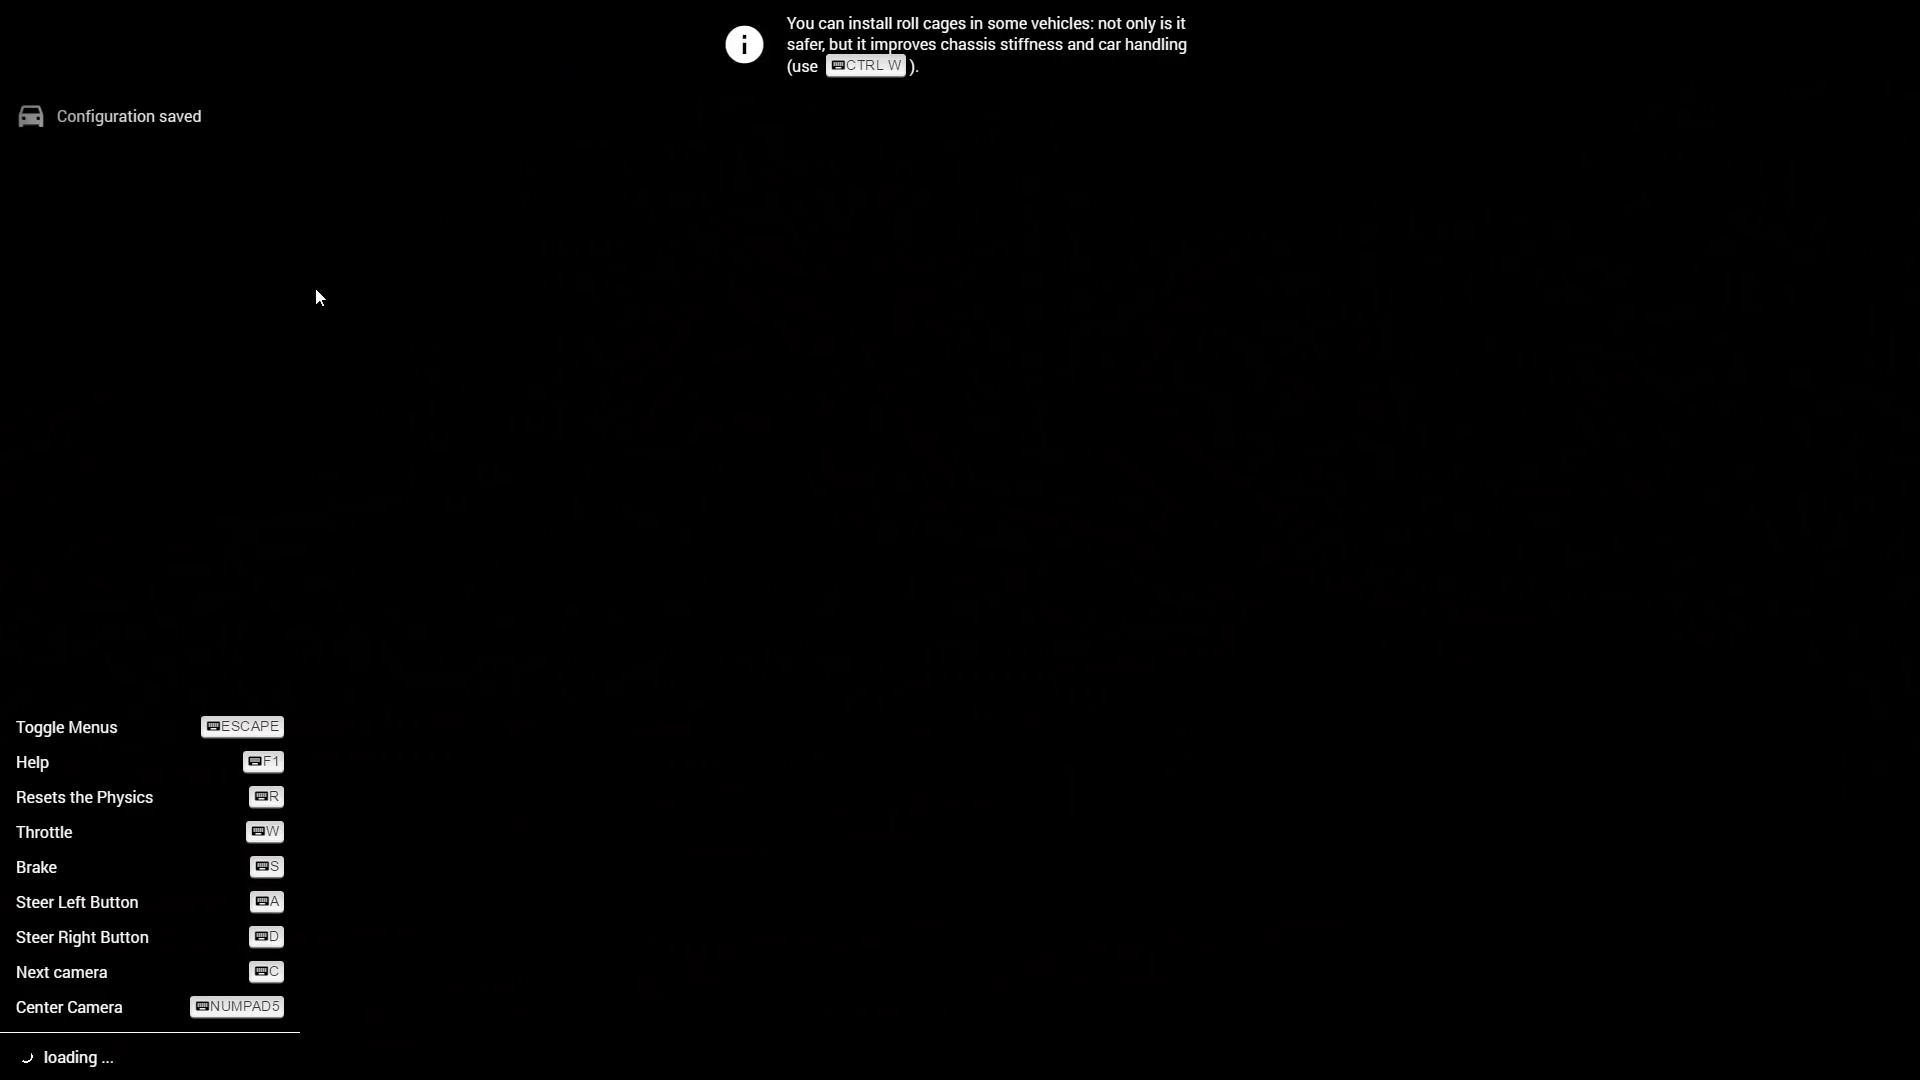 You can install roll cages in some vehicles: not only is it
safer, but it improves chassis stiffness and car handling
(use CTRL W ).
Configuration saved
Toggle Menus ESCAPE
Help F1
Resets the Physics R
Throttle W
Brake S
Steer Left Button A
Steer Right Button D
Next camera C
Center Camera NUMPAD5
loading ...